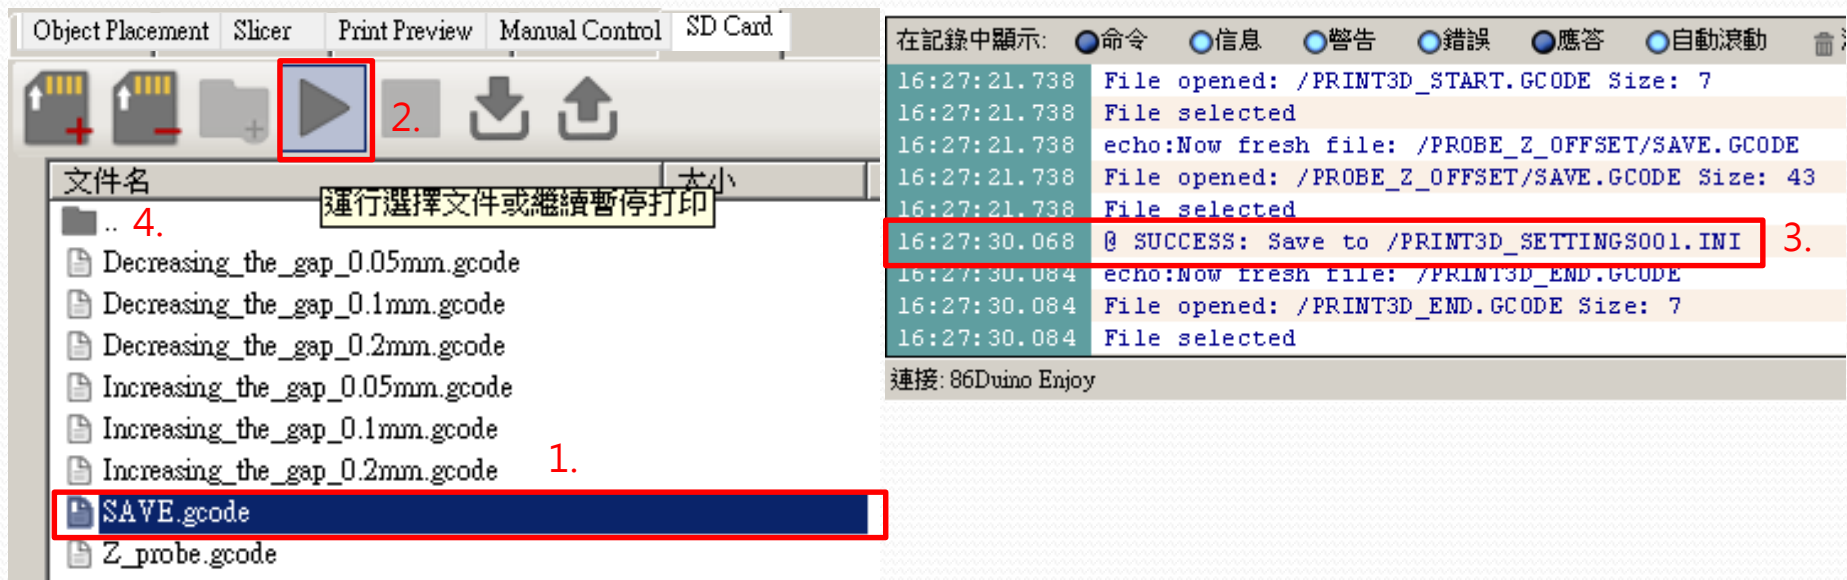 Object Placement Slicer Print Preview Manual Control SD Card
2.
文件名 大小
運行選擇文件或繼續暫停打印
.. 4.
Decreasing_the_gap_0.05mm.gcode
Decreasing_the_gap_0.1mm.gcode
Decreasing_the_gap_0.2mm.gcode
Increasing_the_gap_0.05mm.gcode
Increasing_the_gap_0.1mm.gcode
1.
Increasing_the_gap_0.2mm.gcode
SAVE.gcode
Z_probe.gcode
在記錄中顯示: 命令 信息 警告 錯誤 應答 自動滾動
16:27:21.738 File opened: /PRINT3D_START.GCODE Size: 7
16:27:21.738 File selected
16:27:21.738 echo:Now fresh file: /PROBE_Z_OFFSET/SAVE.GCODE
16:27:21.738 File opened: /PROBE_Z_OFFSET/SAVE.GCODE Size: 43
16:27:21.738 File selected
16:27:30.068 @ SUCCESS: Save to /PRINT3D_SETTINGS001.INI 3.
16:27:30.084 echo:Now fresh file: /PRINT3D_END.GCODE
16:27:30.084 File opened: /PRINT3D_END.GCODE Size: 7
16:27:30.084 File selected
連接: 86Duino Enjoy